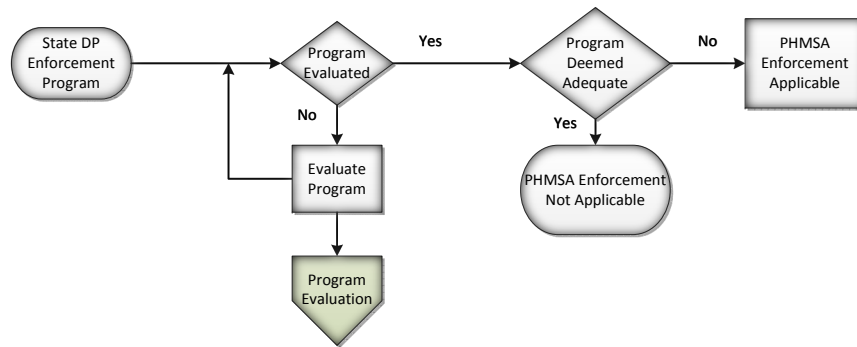 State DP
Enforcement
Program
Program
Evaluated
Yes
Program
Deemed
Adequate
No
PHMSA
Enforcement
Applicable
No
Yes
Evaluate
Program
PHMSA Enforcement
Not Applicable
Program
Evaluation